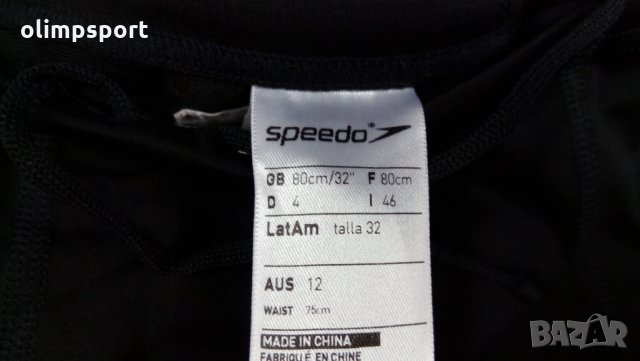 olimpsport
speedo®
GB 80cm/32" F 80cm
D 4 I 46
LatAm talla 32
AUS 12
WAIST 75cm
MADE IN CHINA
FABRIQUÉ EN CHINE
BAZAR